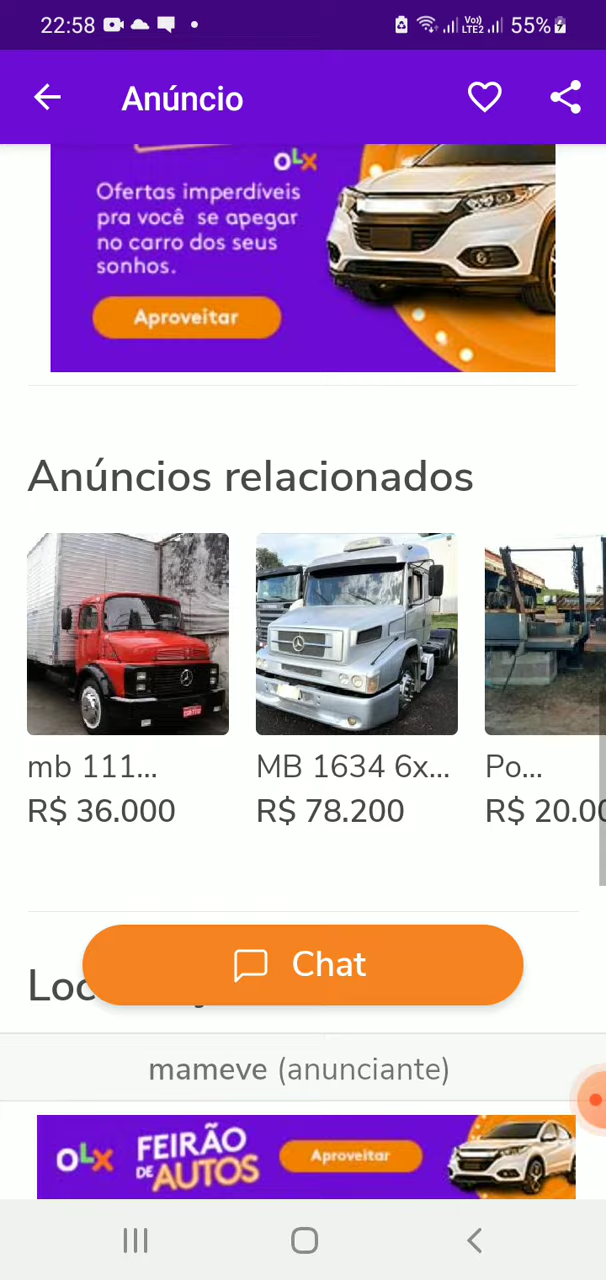 22:58
Vo))
LTE2
55%
Anúncio
OLX
Ofertas imperdíveis
pra você se apegar
no carro dos seus
sonhos.
Aproveitar
Anúncios relacionados
mb 111...
R$ 36.000
MB 1634 6x...
R$ 78.200
Po...
R$ 20.00
Chat
mameve (anunciante)
OLX
FEIRÃO
DE AUTOS
Aproveitar